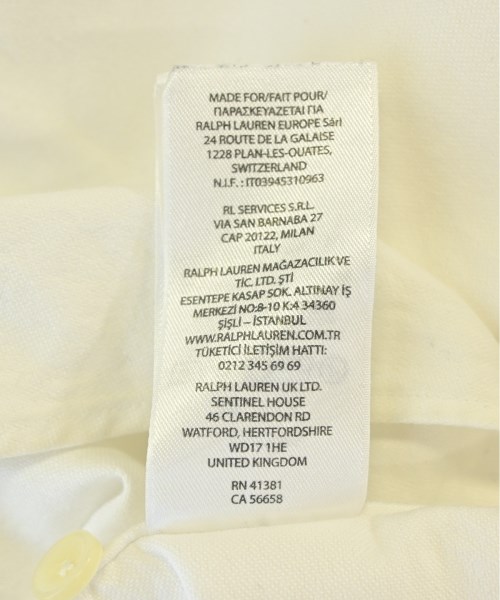 MADE FOR/FAIT POUR/
ΠΑΡΑΣΚΕΥΑΖΕΤΑΙ ΓΙΑ
RALPH LAUREN EUROPE Sàrl
24 ROUTE DE LA GALAISE
1228 PLAN-LES-OUATES,
SWITZERLAND
N.I.F. : IT03945310963
RL SERVICES S.R.L.
VIA SAN BARNABA 27
CAP 20122, MILAN
ITALY
RALPH LAUREN MAĞAZACILIK VE
TİC. LTD. ŞTİ
ESENTEPE KASAP SOK. ALTINAY İŞ
MERKEZİ NO:8-10 K:4 34360
ŞİŞLİ – İSTANBUL
WWW.RALPHLAUREN.COM.TR
TÜKETİCİ İLETİŞİM HATTI:
0212 345 69 69
RALPH LAUREN UK LTD.
SENTINEL HOUSE
46 CLARENDON RD
WATFORD, HERTFORDSHIRE
WD17 1HE
UNITED KINGDOM
RN 41381
CA 56658